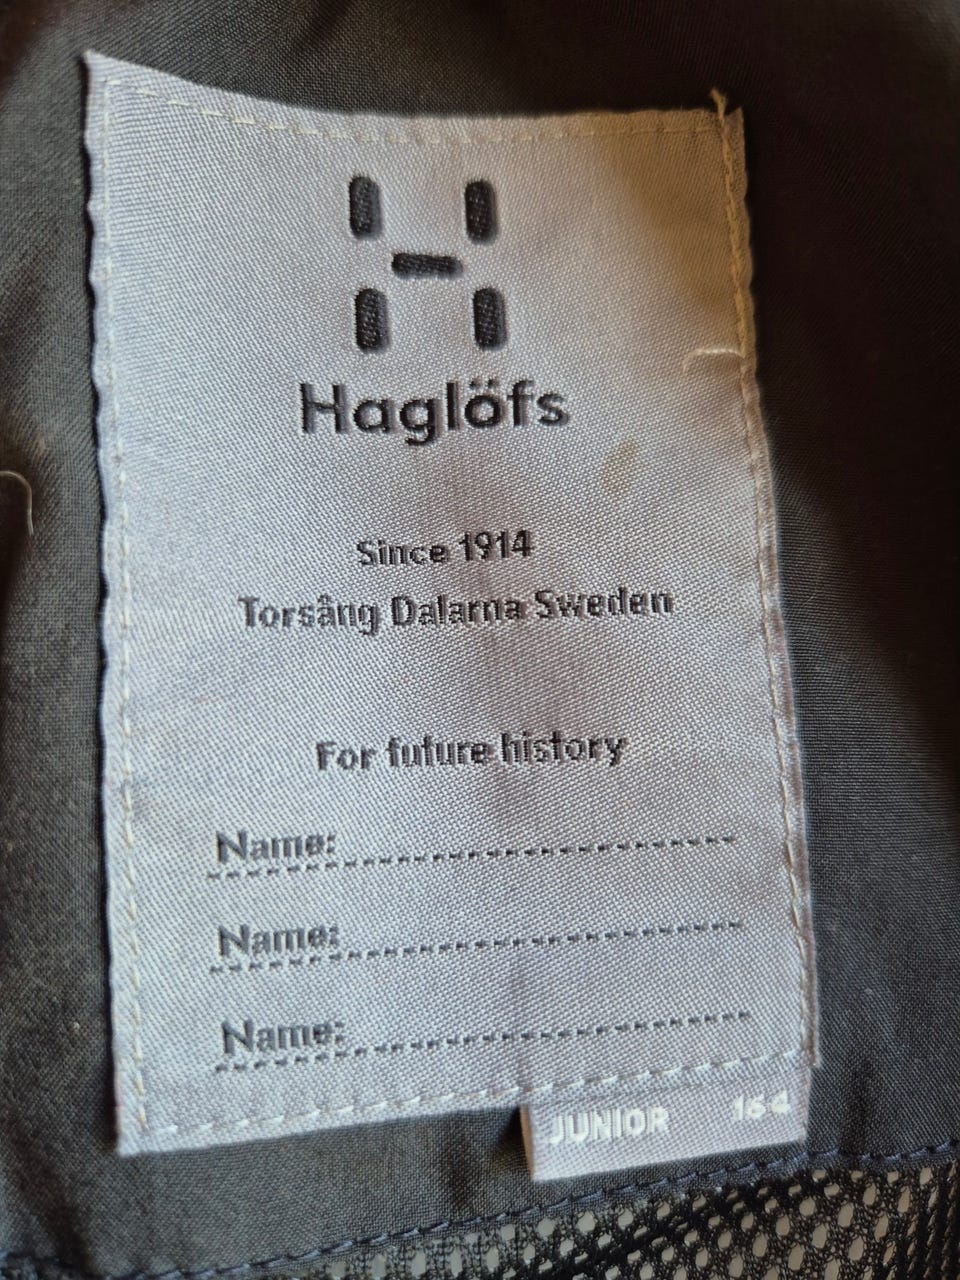 Haglöfs
Since 1914
Torsång Dalarna Sweden
For future history
Name:
Name:
Name:
JUNIOR 164